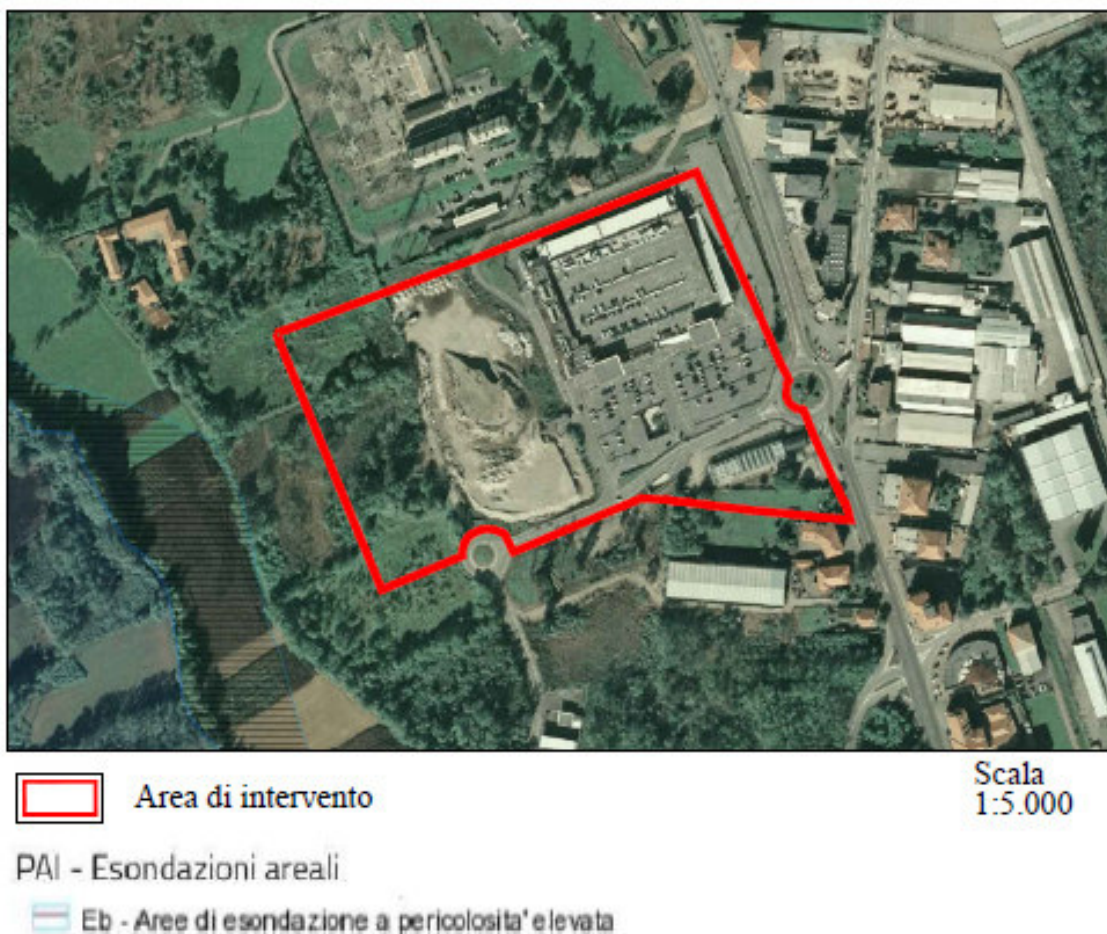 Area di intervento
Scala
1:5.000
PAI - Esondazioni areali
Eb - Aree di esondazione a pericolosita' elevata